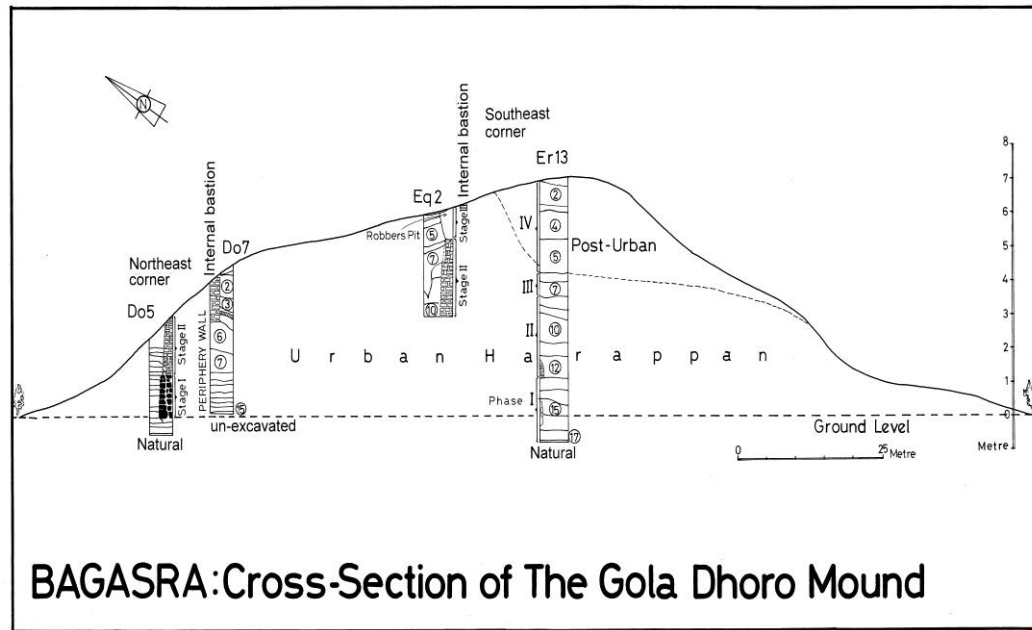 N
Northeast
corner
Do5
Stage II
Stage I
Natural
PERIPHERY WALL
Internal bastion
Do7
2
3
6
7
15
un-excavated
Eq2
Robbers Pit
5
7
10
Stage III
Stage II
Internal bastion
Southeast
corner
Er13
2
IV
4
5
Post-Urban
III
7
II
10
Urban Harappan
12
Phase I
15
17
Natural
Ground Level
0 25 Metre
8
7
6
5
4
3
2
1
0
Metre
BAGASRA:Cross-Section of The Gola Dhoro Mound